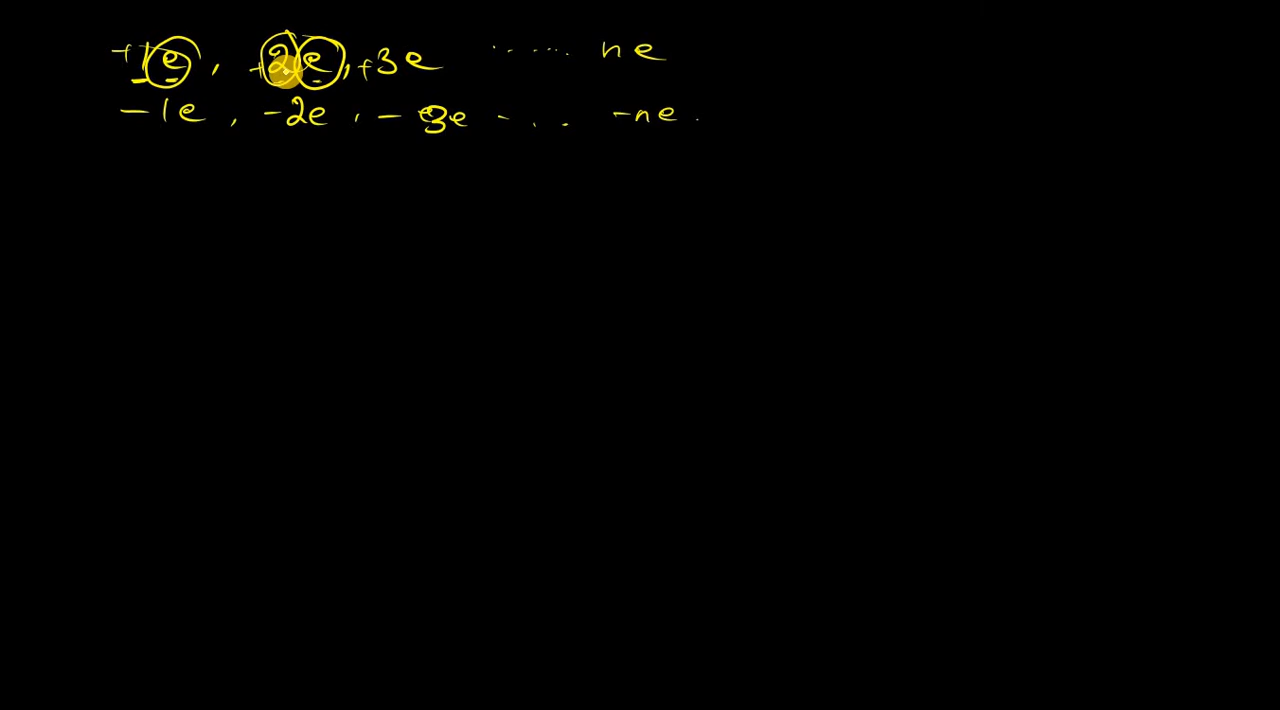 +1e, +2e, +3e ...... ne
-1e, -2e, -3e - ... -ne.